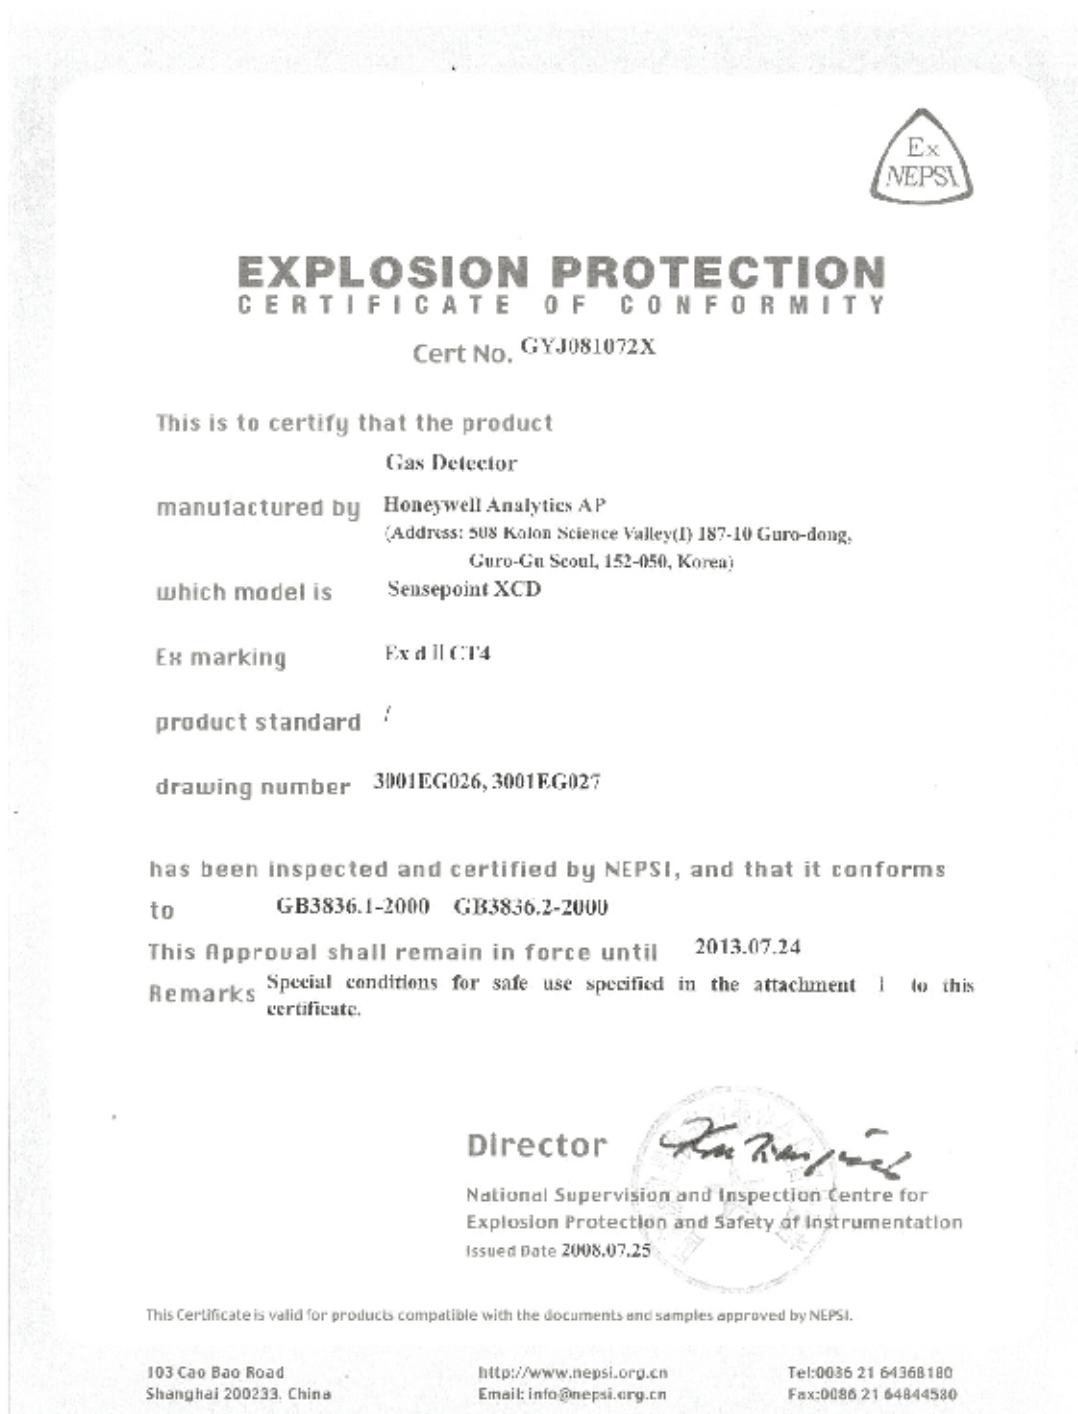 Ex
NEPSI
EXPLOSION PROTECTION
CERTIFICATE OF CONFORMITY
Cert No. GYJ081072X
This is to certify that the product
Gas Detector
manufactured by Honeywell Analytics AP
(Address: 508 Kolon Science Valley(I) 187-10 Guro-dong,
Guro-Gu Seoul, 152-050, Korea)
which model is Sensepoint XCD
Ex marking Ex d II CT4
product standard /
drawing number 3001EG026, 3001EG027
has been inspected and certified by NEPSI, and that it conforms
to GB3836.1-2000 GB3836.2-2000
This Approval shall remain in force until 2013.07.24
Remarks Special conditions for safe use specified in the attachment 1 to this
certificate.
Director
National Supervision and Inspection Centre for
Explosion Protection and Safety of Instrumentation
Issued Date 2008.07.25
This Certificate is valid for products compatible with the documents and samples approved by NEPSI.
103 Cao Bao Road http://www.nepsi.org.cn Tel:0086 21 64368180
Shanghai 200233, China Email: info@nepsi.org.cn Fax:0086 21 64844580